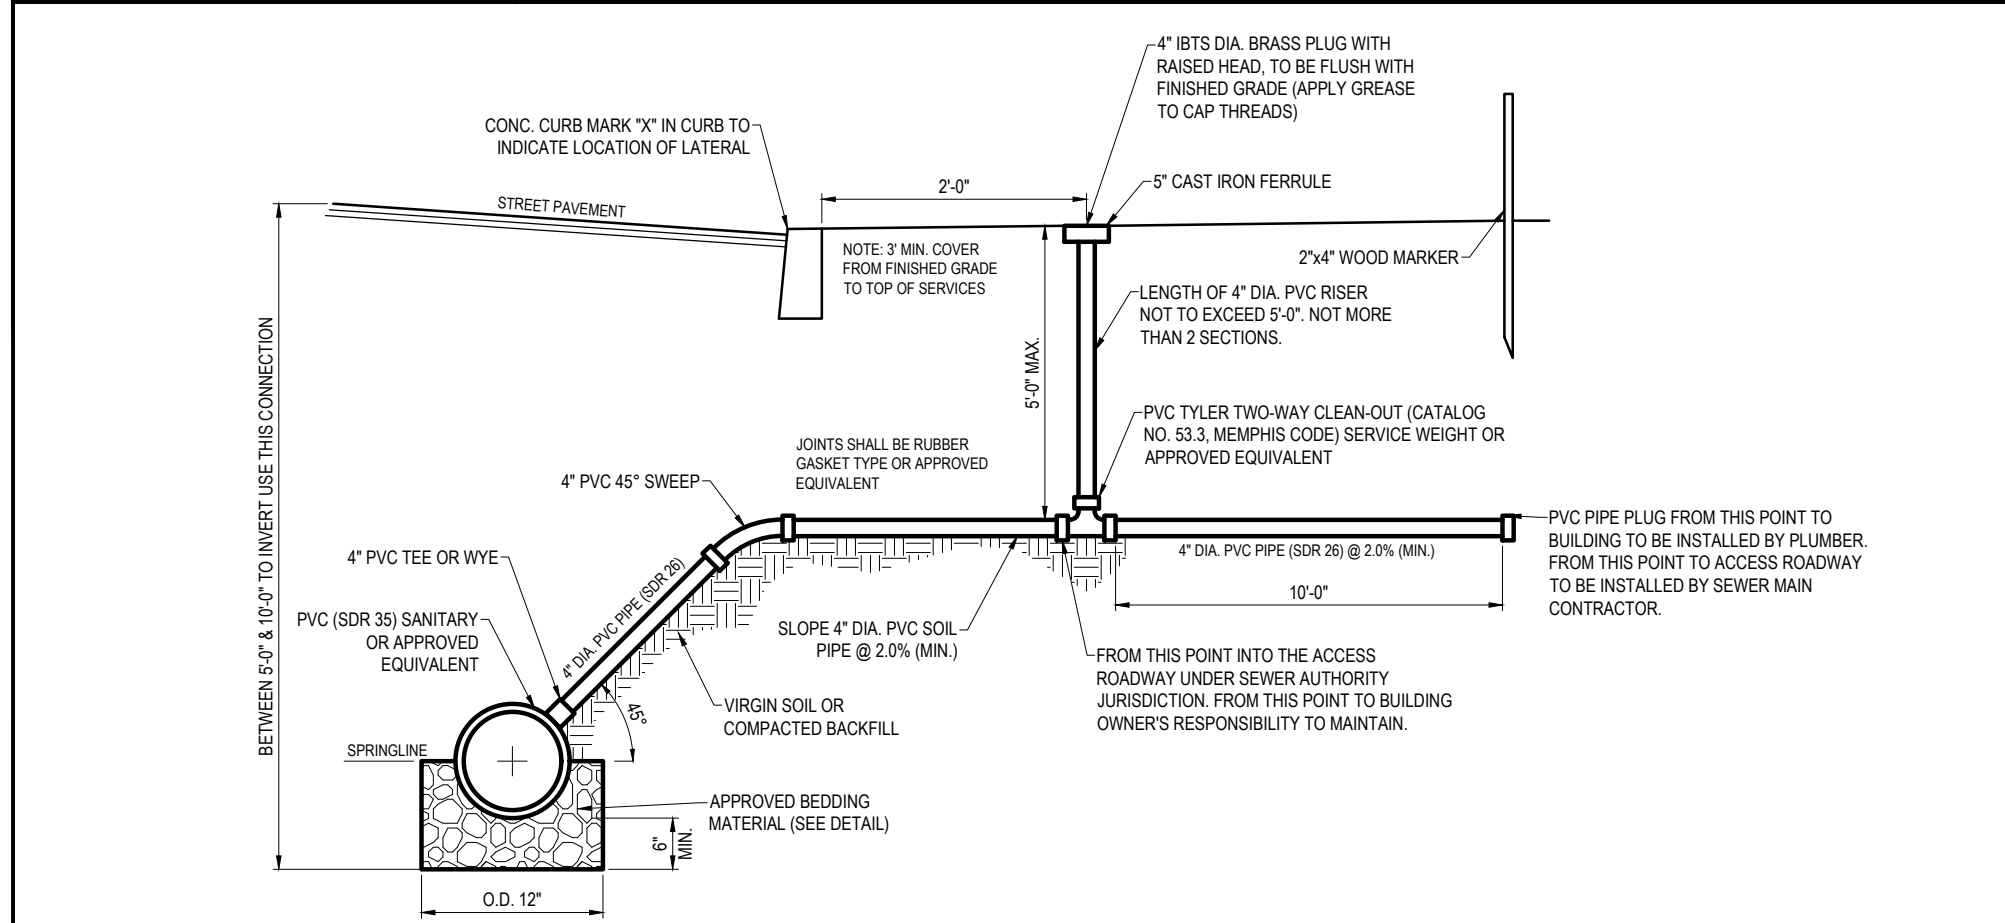 4" IBTS DIA. BRASS PLUG WITH
RAISED HEAD, TO BE FLUSH WITH
FINISHED GRADE (APPLY GREASE
TO CAP THREADS)
CONC. CURB MARK "X" IN CURB TO
INDICATE LOCATION OF LATERAL
2'-0"
5" CAST IRON FERRULE
STREET PAVEMENT
NOTE: 3' MIN. COVER
FROM FINISHED GRADE
TO TOP OF SERVICES
2"x4" WOOD MARKER
LENGTH OF 4" DIA. PVC RISER
NOT TO EXCEED 5'-0". NOT MORE
THAN 2 SECTIONS.
BETWEEN 5'-0" & 10'-0" TO INVERT USE THIS CONNECTION
5'-0" MAX.
PVC TYLER TWO-WAY CLEAN-OUT (CATALOG
NO. 53.3, MEMPHIS CODE) SERVICE WEIGHT OR
APPROVED EQUIVALENT
JOINTS SHALL BE RUBBER
GASKET TYPE OR APPROVED
EQUIVALENT
4" PVC 45° SWEEP
PVC PIPE PLUG FROM THIS POINT TO
BUILDING TO BE INSTALLED BY PLUMBER.
FROM THIS POINT TO ACCESS ROADWAY
TO BE INSTALLED BY SEWER MAIN
CONTRACTOR.
4" PVC TEE OR WYE
4" DIA. PVC PIPE (SDR 26)
4" DIA. PVC PIPE (SDR 26) @ 2.0% (MIN.)
10'-0"
PVC (SDR 35) SANITARY
OR APPROVED
EQUIVALENT
SLOPE 4" DIA. PVC SOIL
PIPE @ 2.0% (MIN.)
FROM THIS POINT INTO THE ACCESS
ROADWAY UNDER SEWER AUTHORITY
JURISDICTION. FROM THIS POINT TO BUILDING
OWNER'S RESPONSIBILITY TO MAINTAIN.
VIRGIN SOIL OR
COMPACTED BACKFILL
45°
SPRINGLINE
APPROVED BEDDING
MATERIAL (SEE DETAIL)
6"
MIN.
O.D. 12"